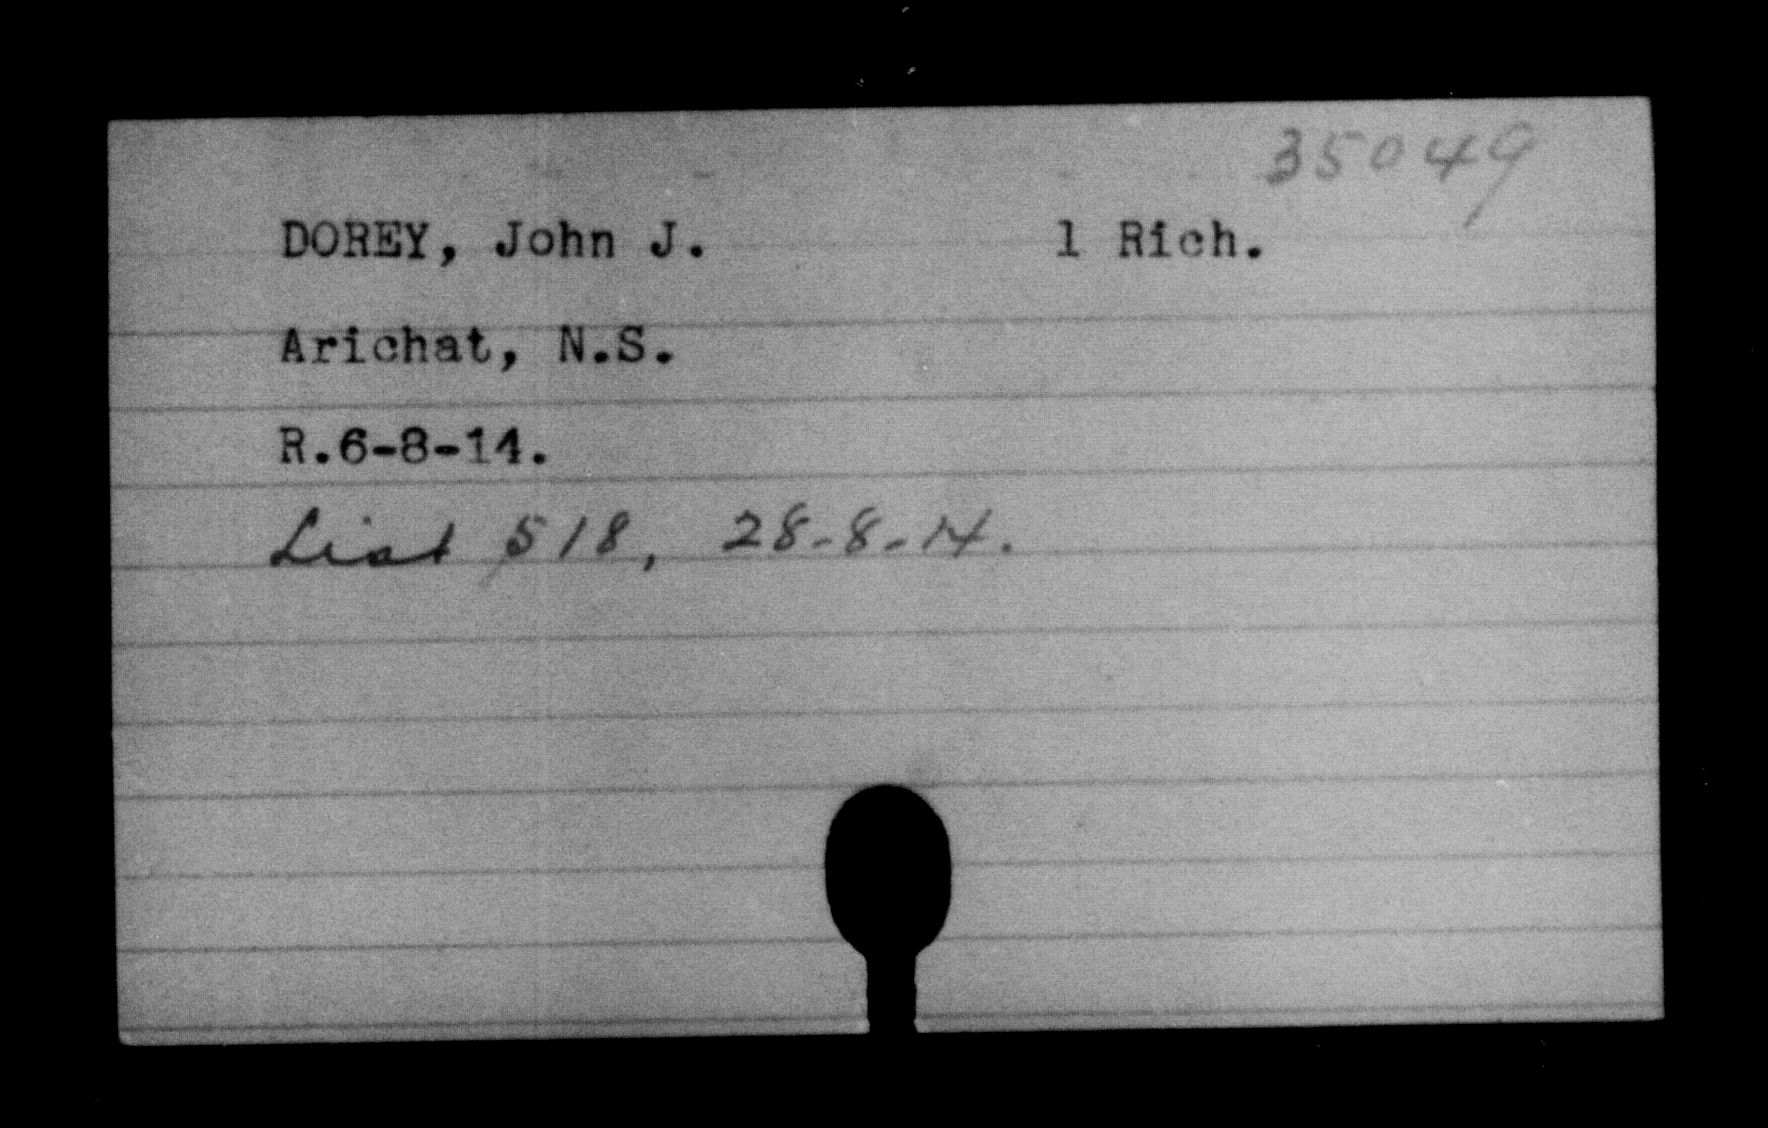 35049
DOREY, John J. 1 Rich.
Arichat, N.S.
R.6-8-14.
List 518, 28-8-14.